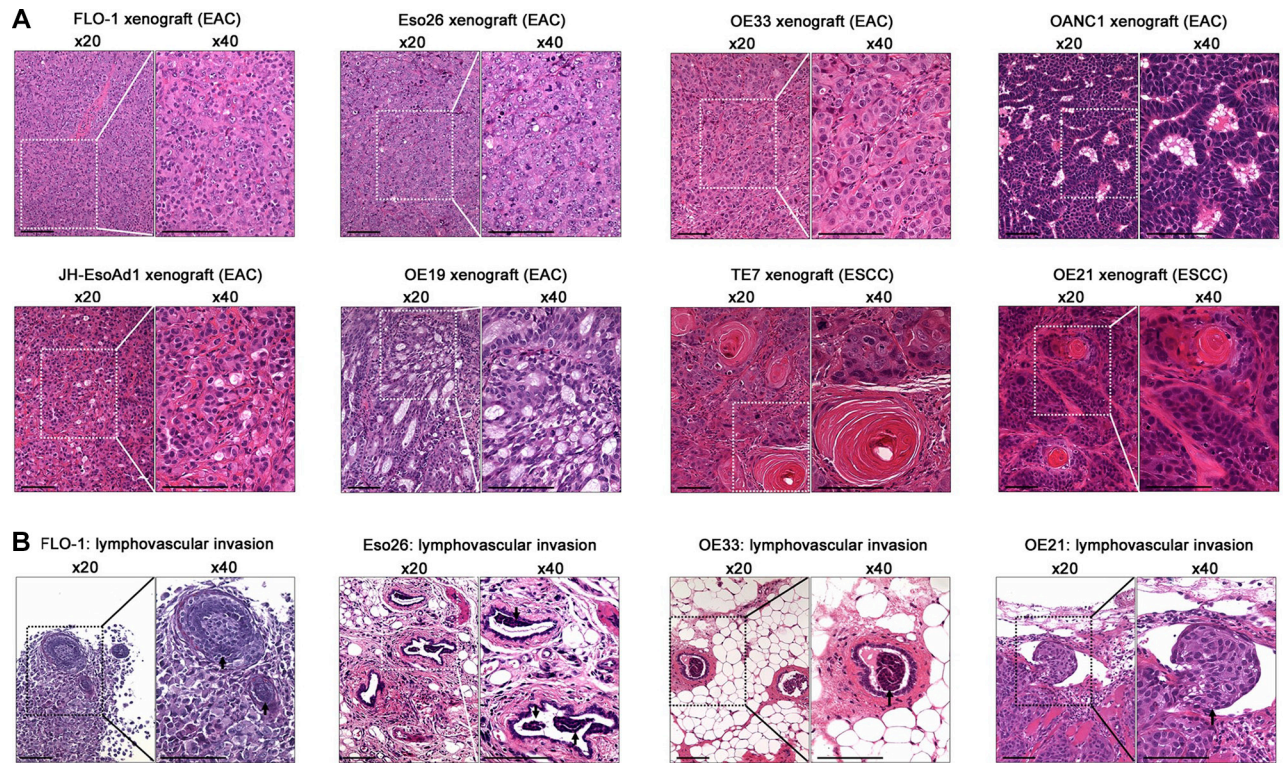 A
FLO-1 xenograft (EAC)
x20 x40
Eso26 xenograft (EAC)
x20 x40
OE33 xenograft (EAC)
x20 x40
OANC1 xenograft (EAC)
x20 x40
JH-EsoAd1 xenograft (EAC)
x20 x40
OE19 xenograft (EAC)
x20 x40
TE7 xenograft (ESCC)
x20 x40
OE21 xenograft (ESCC)
x20 x40
B
FLO-1: lymphovascular invasion
x20 x40
Eso26: lymphovascular invasion
x20 x40
OE33: lymphovascular invasion
x20 x40
OE21: lymphovascular invasion
x20 x40